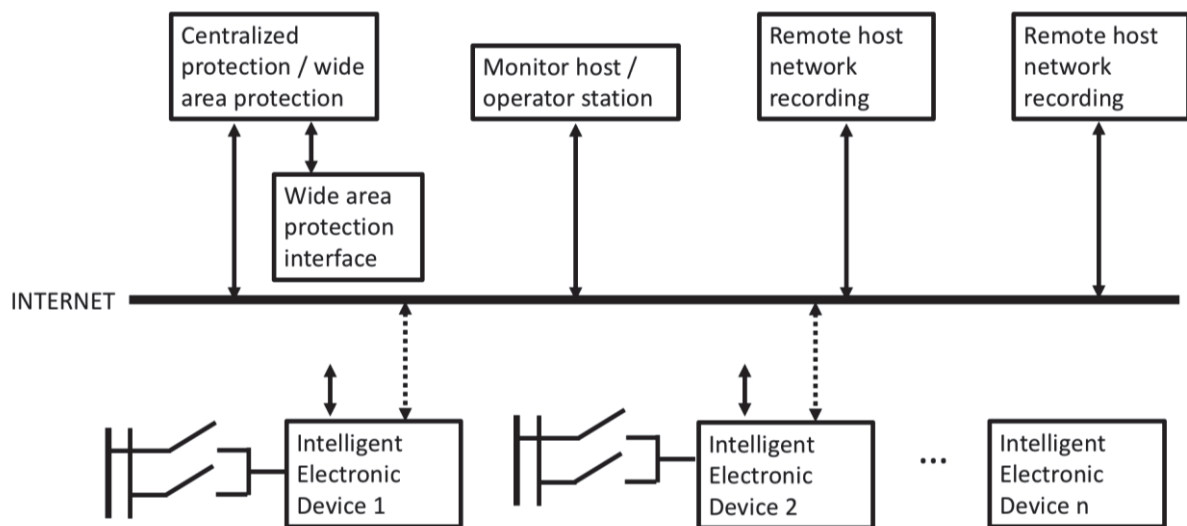 Centralized
protection / wide
area protection
Monitor host /
operator station
Remote host
network
recording
Remote host
network
recording
Wide area
protection
interface
INTERNET
Intelligent
Electronic
Device 1
Intelligent
Electronic
Device 2
...
Intelligent
Electronic
Device n